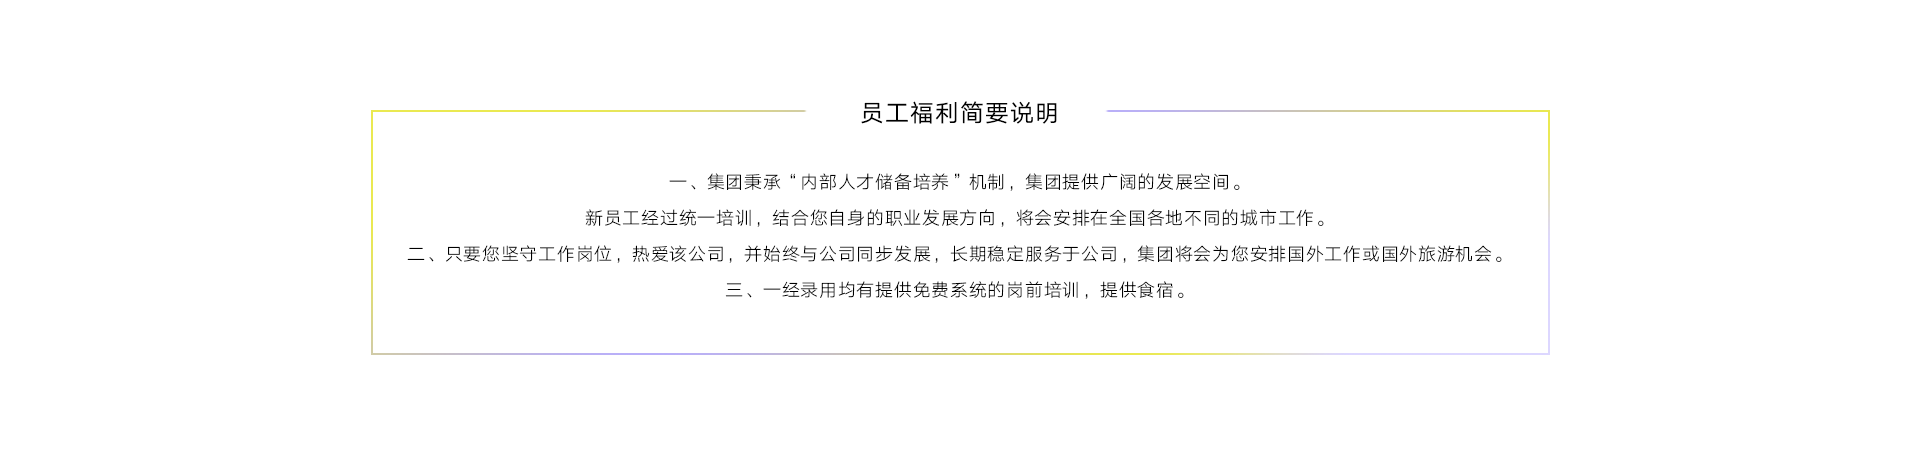 员工福利简要说明
一、集团秉承“内部人才储备培养”机制，集团提供广阔的发展空间。
新员工经过统一培训，结合您自身的职业发展方向，将会安排在全国各地不同的城市工作。
二、只要您坚守工作岗位，热爱该公司，并始终与公司同步发展，长期稳定服务于公司，集团将会为您安排国外工作或国外旅游机会。
三、一经录用均有提供免费系统的岗前培训，提供食宿。